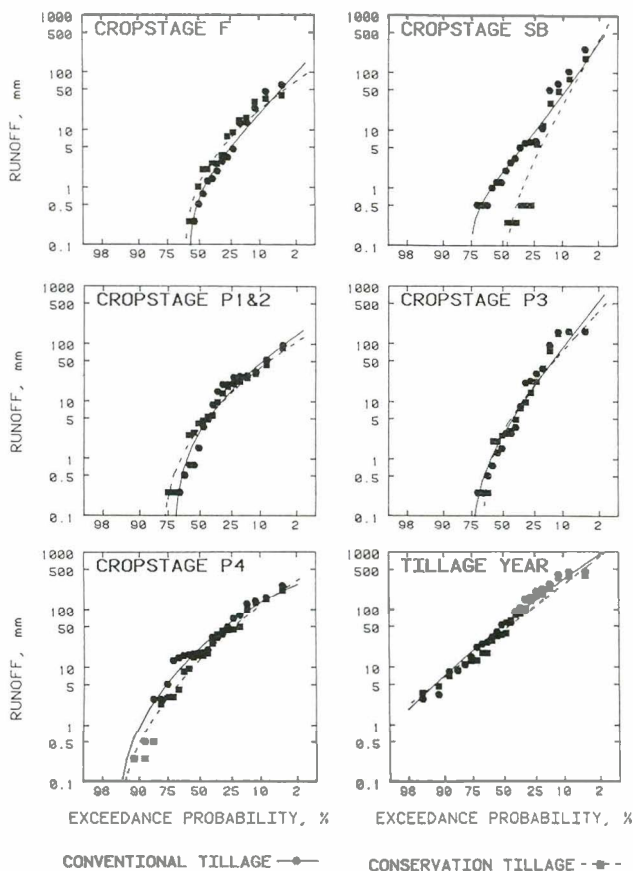 1000
500
100
50
10
5
1
0.5
0.1
RUNOFF, mm
CROPSTAGE F
98 90 75 50 25 10 2
1000
500
100
50
10
5
1
0.5
0.1
CROPSTAGE SB
98 90 75 50 25 10 2
1000
500
100
50
10
5
1
0.5
0.1
RUNOFF, mm
CROPSTAGE P1&2
98 90 75 50 25 10 2
1000
500
100
50
10
5
1
0.5
0.1
CROPSTAGE P3
98 90 75 50 25 10 2
1000
500
100
50
10
5
1
0.5
0.1
RUNOFF, mm
CROPSTAGE P4
98 90 75 50 25 10 2
EXCEEDANCE PROBABILITY, %
1000
500
100
50
10
5
1
0.5
0.1
TILLAGE YEAR
98 90 75 50 25 10 2
EXCEEDANCE PROBABILITY, %
CONVENTIONAL TILLAGE
CONSERVATION TILLAGE